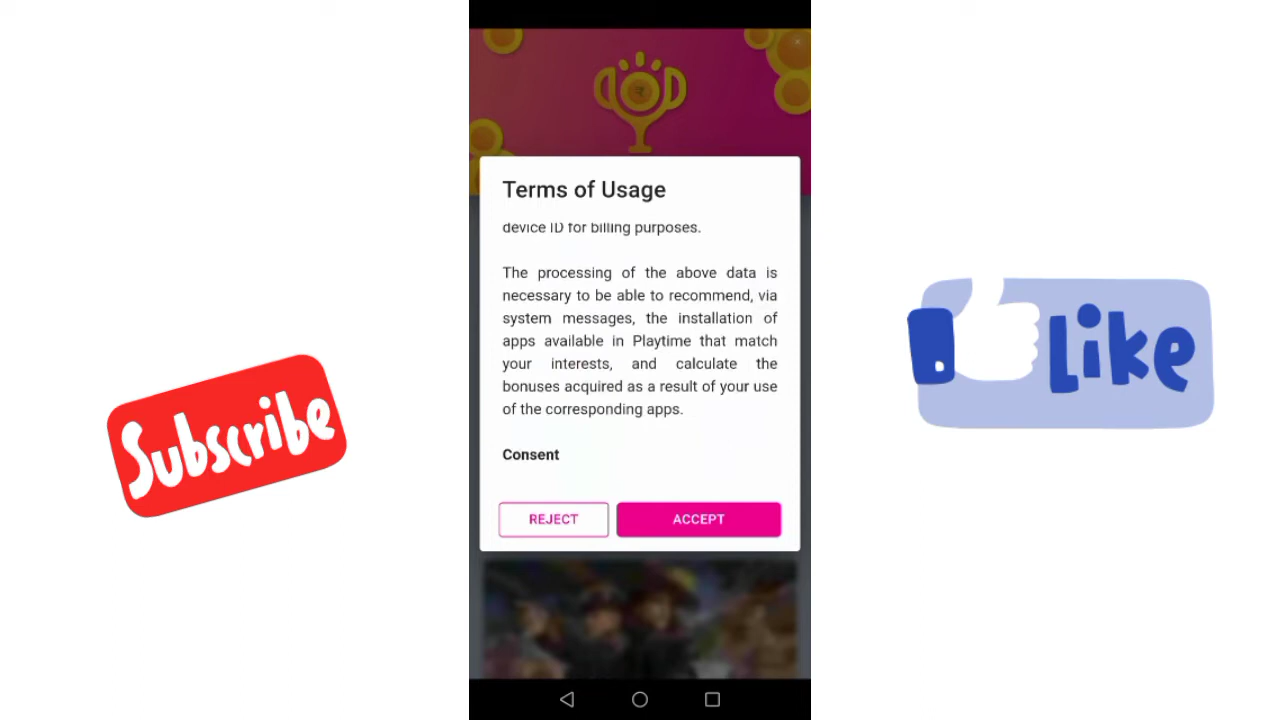 Terms of Usage
device ID for billing purposes.
The processing of the above data is
necessary to be able to recommend, via
system messages, the installation of
apps available in Playtime that match
your interests, and calculate the
bonuses acquired as a result of your use
of the corresponding apps.
Consent
REJECT ACCEPT
Subscribe
Like